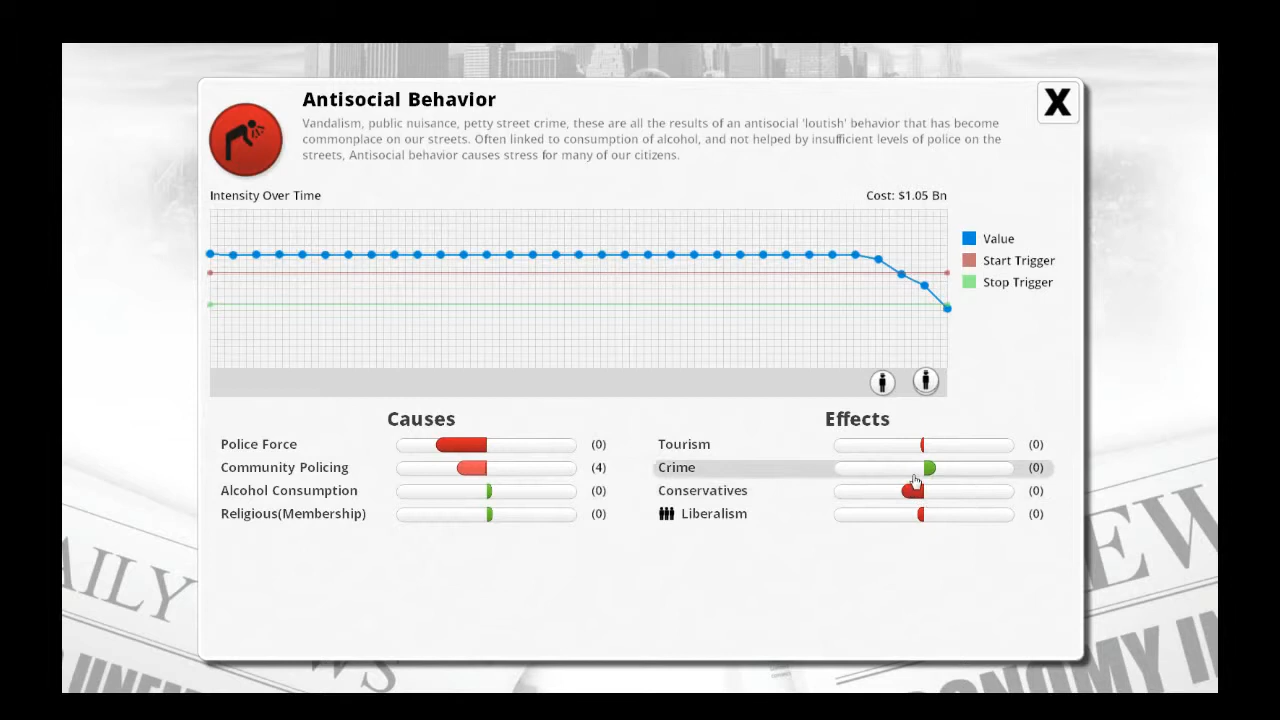 Antisocial Behavior
X
Vandalism, public nuisance, petty street crime, these are all the results of an antisocial 'loutish' behavior that has become
commonplace on our streets. Often linked to consumption of alcohol, and not helped by insufficient levels of police on the
streets, Antisocial behavior causes stress for many of our citizens.
Intensity Over Time
Cost: $1.05 Bn
Value
Start Trigger
Stop Trigger
Causes
Police Force (0)
Community Policing (4)
Alcohol Consumption (0)
Religious(Membership) (0)
Effects
Tourism (0)
Crime (0)
Conservatives (0)
Liberalism (0)